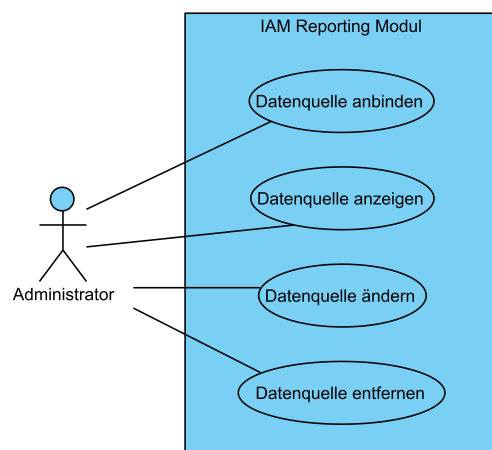 IAM Reporting Modul
Datenquelle anbinden
Datenquelle anzeigen
Datenquelle ändern
Administrator
Datenquelle entfernen